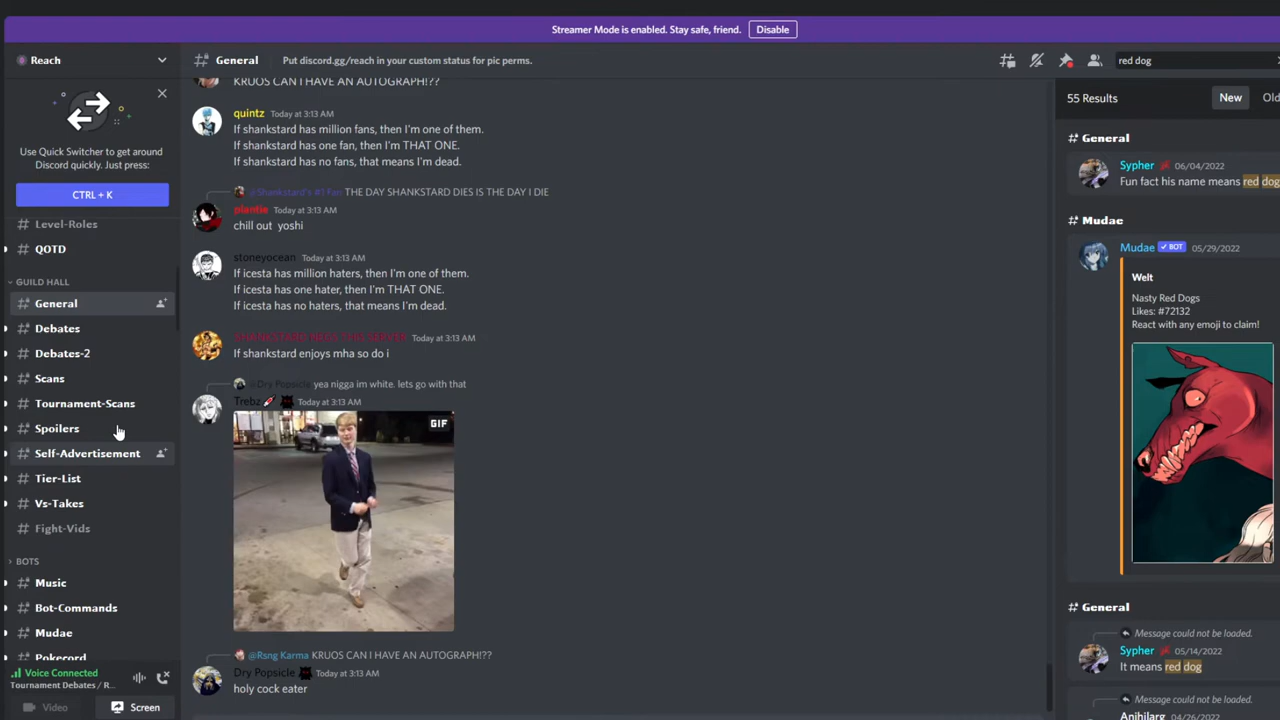 Streamer Mode is enabled. Stay safe, friend.
Disable
Reach
General
Put discord.gg/reach in your custom status for pic perms.
red dog
Use Quick Switcher to get around
Discord quickly. Just press:
CTRL + K
Level-Roles
QOTD
GUILD HALL
General
Debates
Debates-2
Scans
Tournament-Scans
Spoilers
Self-Advertisement
Tier-List
Vs-Takes
Fight-Vids
BOTS
Music
Bot-Commands
Mudae
Pokecord
Voice Connected
Tournament Debates / R...
Video
Screen
KRUOS CAN I HAVE AN AUTOGRAPH!??
quintz Today at 3:13 AM
If shankstard has million fans, then I'm one of them.
If shankstard has one fan, then I'm THAT ONE.
If shankstard has no fans, that means I'm dead.
@Shankstard's #1 Fan THE DAY SHANKSTARD DIES IS THE DAY I DIE
plantie Today at 3:13 AM
chill out yoshi
stoneyocean Today at 3:13 AM
If icesta has million haters, then I'm one of them.
If icesta has one hater, then I'm THAT ONE.
If icesta has no haters, that means I'm dead.
Today at 3:13 AM
If shankstard enjoys mha so do i
@Dry Popsicle yea nigga im white. lets go with that
Trebz Today at 3:13 AM
GIF
@Rsng Karma KRUOS CAN I HAVE AN AUTOGRAPH!??
Dry Popsicle Today at 3:13 AM
holy cock eater
55 Results
New
Old
# General
Sypher 06/04/2022
Fun fact his name means red dog
# Mudae
Mudae BOT 05/29/2022
Welt
Nasty Red Dogs
Likes: #72132
React with any emoji to claim!
# General
Message could not be loaded.
Sypher 05/14/2022
It means red dog
Message could not be loaded.
Anihilarg 04/26/2022